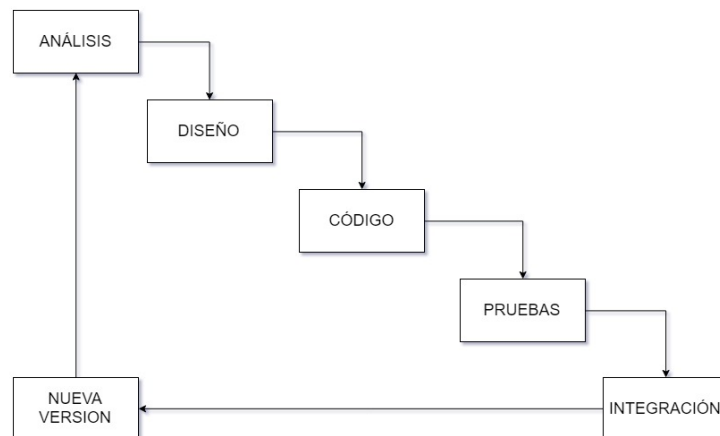 ANÁLISIS
DISEÑO
CÓDIGO
PRUEBAS
NUEVA
VERSION
INTEGRACIÓN